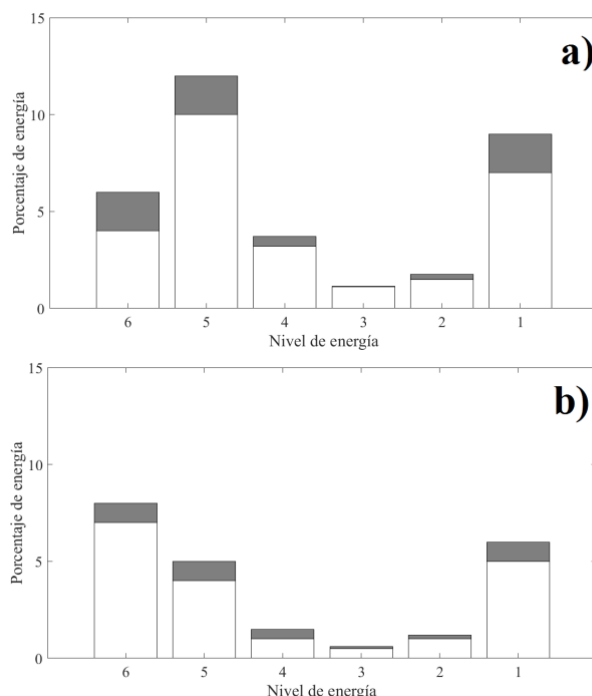 15
a)
10
5
0
Porcentaje de energía
6 5 4 3 2 1
Nivel de energía
15
b)
10
5
0
Porcentaje de energía
6 5 4 3 2 1
Nivel de energía